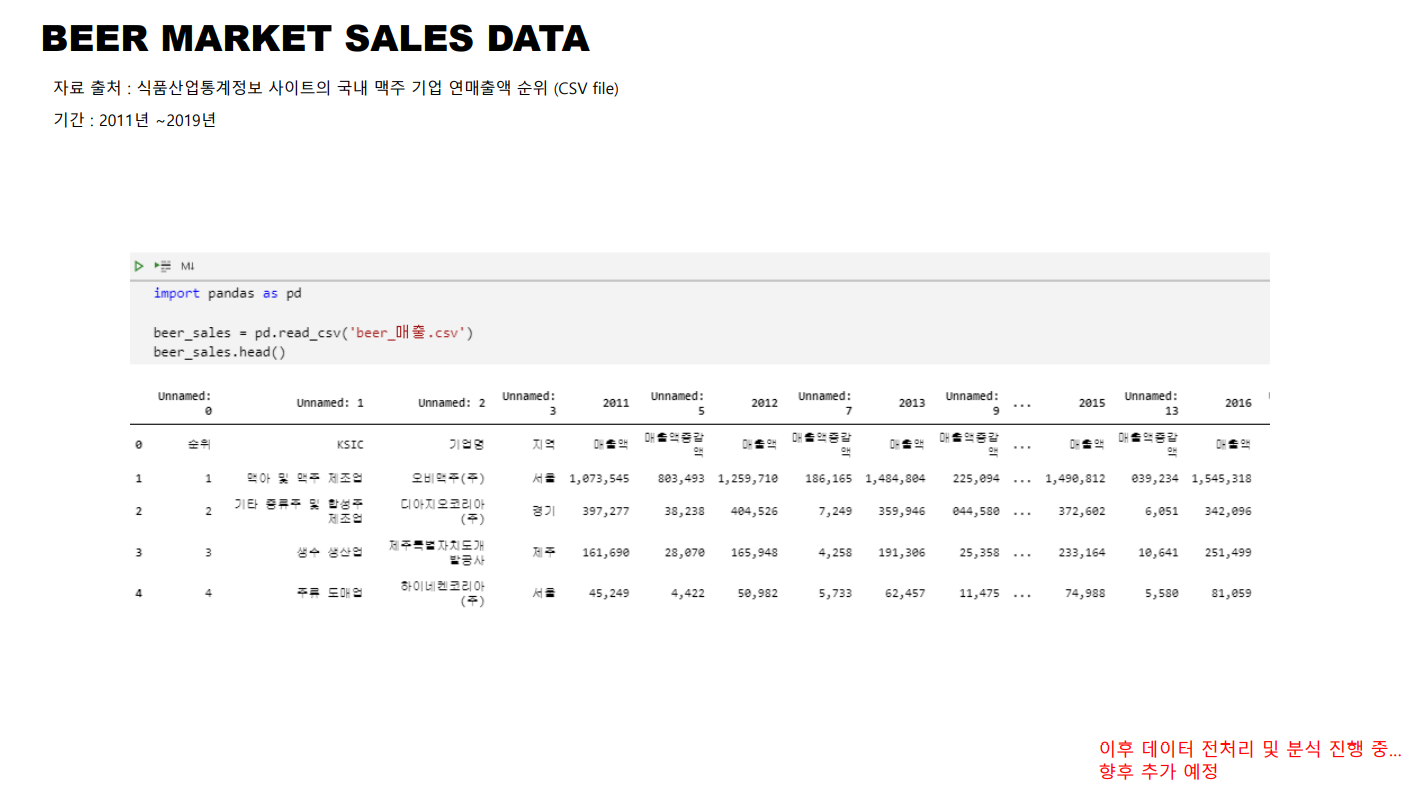 BEER MARKET SALES DATA
자료 출처 : 식품산업통계정보 사이트의 국내 맥주 기업 연매출액 순위 (CSV file)
기간 : 2011년 ~2019년
M↓
import pandas as pd
beer_sales = pd.read_csv('beer_매출.csv')
beer_sales.head()
Unnamed: 0 Unnamed: 1 Unnamed: 2 Unnamed: 3 2011 Unnamed: 5 2012 Unnamed: 7 2013 Unnamed: 9 ... 2015 Unnamed: 13 2016
0 순위 KSIC 기업명 지역 매출액 매출액증감액 매출액 매출액증감액 매출액 매출액증감액 ... 매출액 매출액증감액 매출액
1 1 맥아 및 맥주 제조업 오비맥주(주) 서울 1,073,545 803,493 1,259,710 186,165 1,484,804 225,094 ... 1,490,812 039,234 1,545,318
2 2 기타 증류주 및 합성주 제조업 디아지오코리아(주) 경기 397,277 38,238 404,526 7,249 359,946 044,580 ... 372,602 6,051 342,096
3 3 생수 생산업 제주특별자치도개발공사 제주 161,690 28,070 165,948 4,258 191,306 25,358 ... 233,164 10,641 251,499
4 4 주류 도매업 하이네켄코리아(주) 서울 45,249 4,422 50,982 5,733 62,457 11,475 ... 74,988 5,580 81,059
이후 데이터 전처리 및 분석 진행 중...
향후 추가 예정